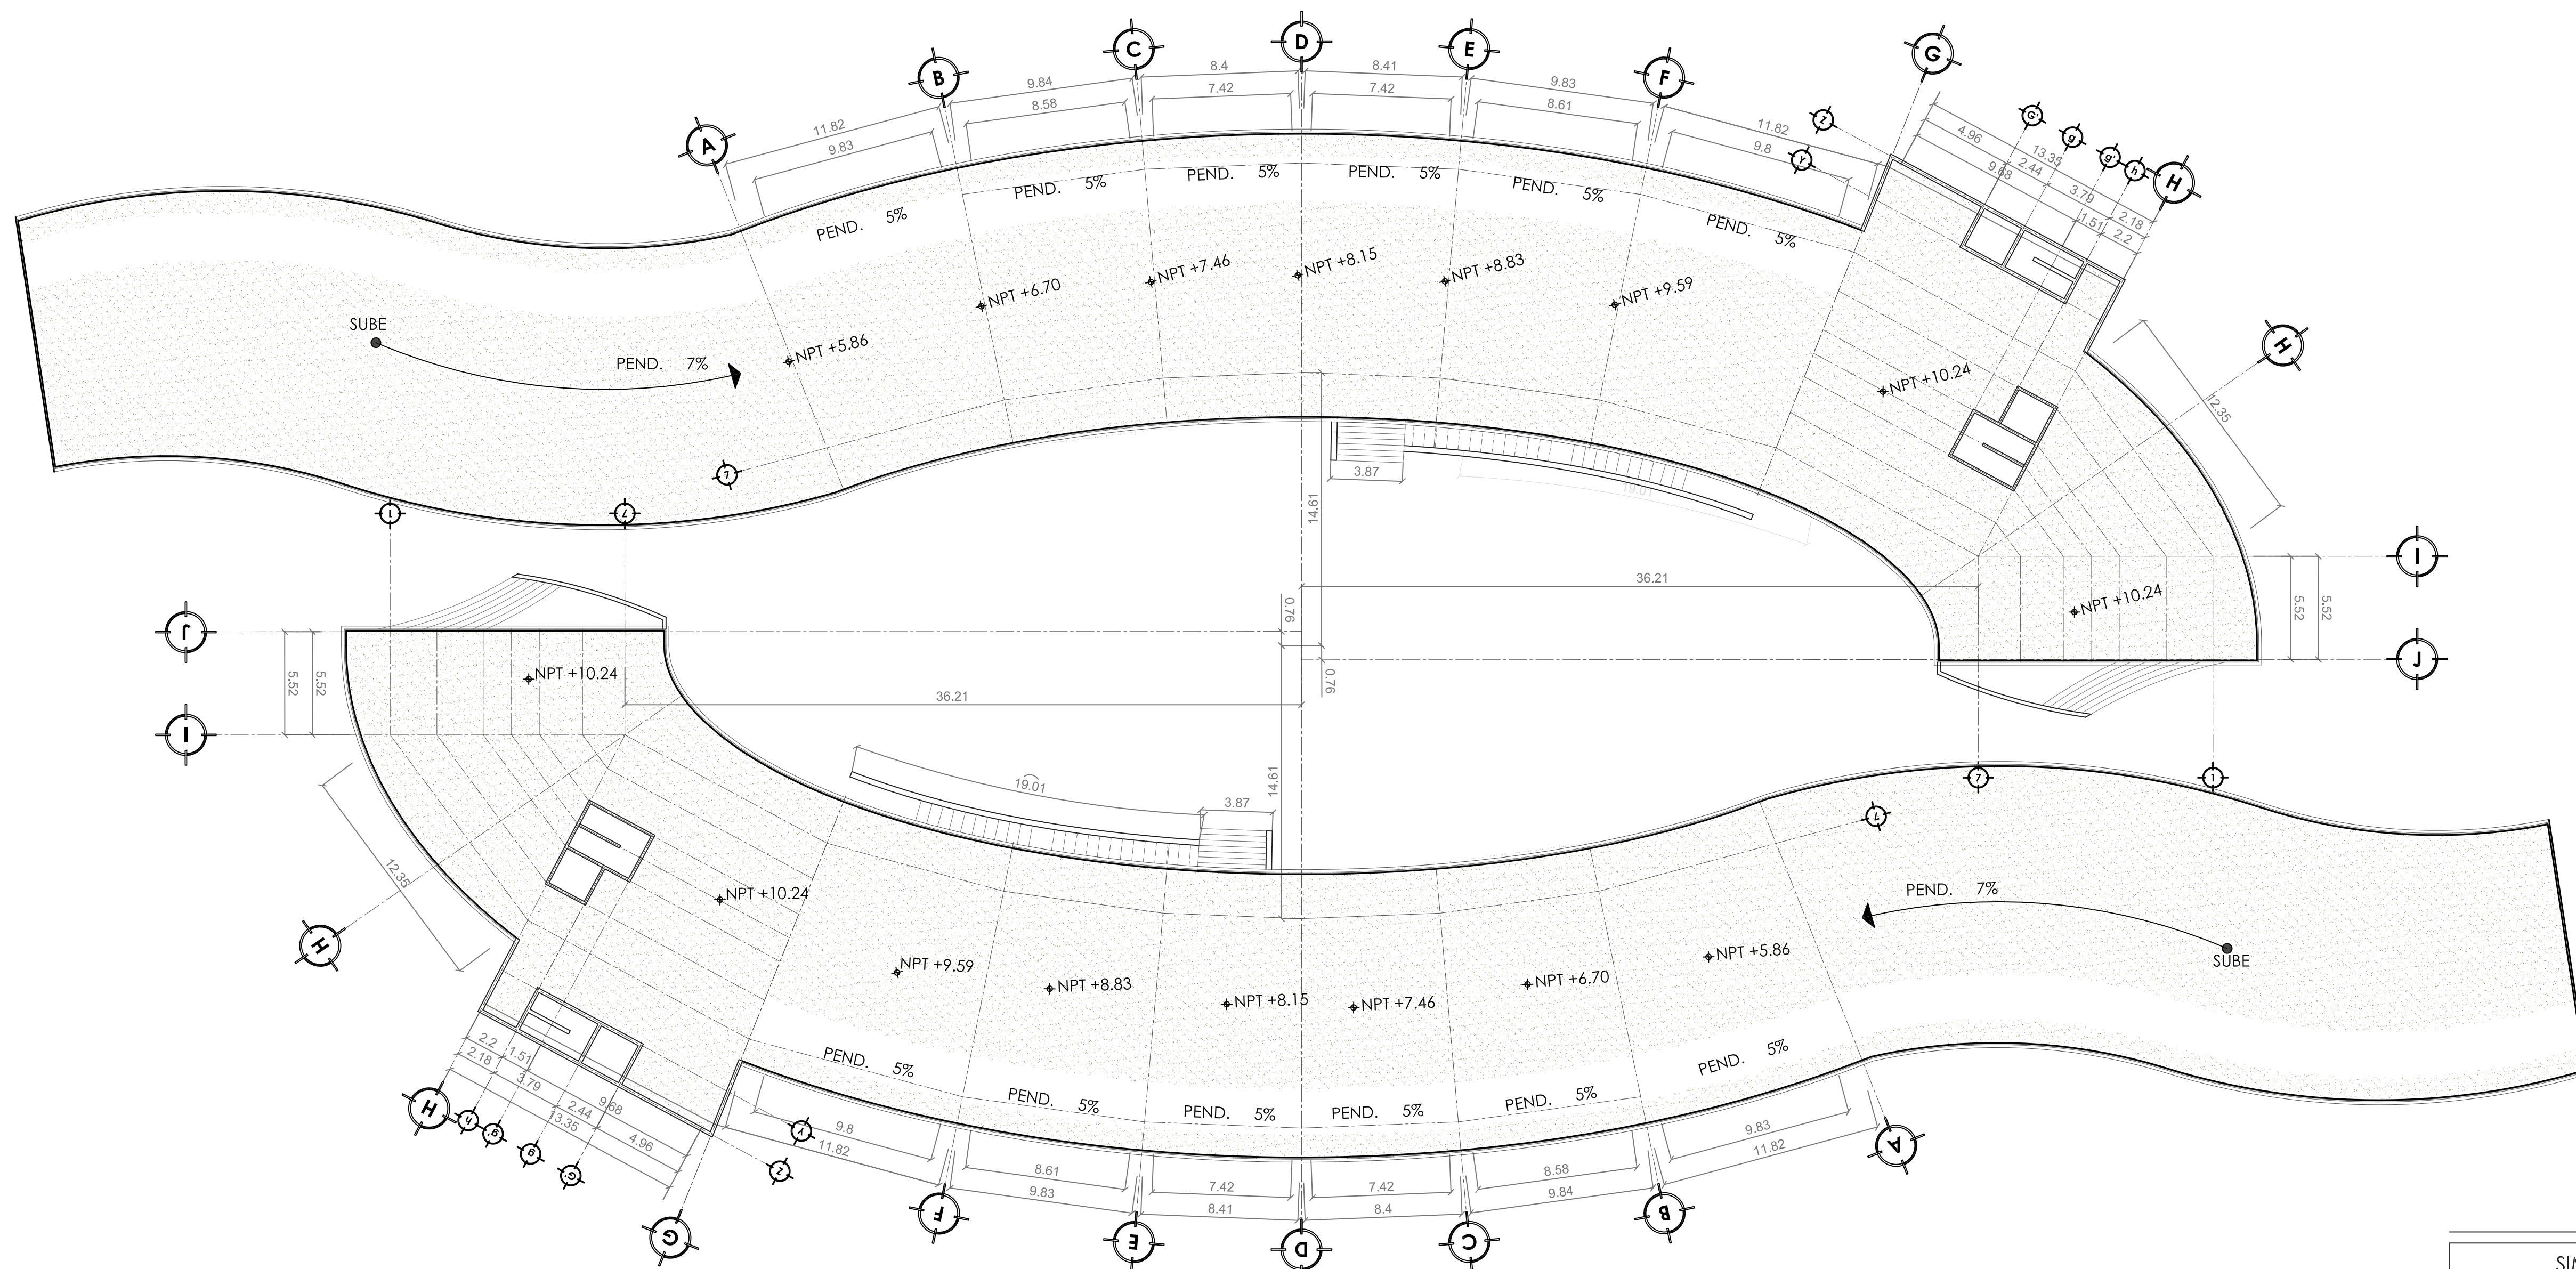 A
B
C
D
E
F
G
11.82
9.83
9.84
8.58
8.4
7.42
8.41
7.42
9.83
8.61
11.82
9.8
z
Y
G'
g
g'
h
H
4.96
13.35
9.68
2.44
3.79
1.51
2.18
2.2
PEND. 5%
PEND. 5%
PEND. 5%
PEND. 5%
PEND. 5%
PEND. 5%
NPT +5.86
NPT +6.70
NPT +7.46
NPT +8.15
NPT +8.83
NPT +9.59
NPT +10.24
SUBE
PEND. 7%
7
H
12.35
3.87
19.01
14.61
1
7
I
J
5.52
5.52
NPT +10.24
36.21
0.76
0.76
36.21
J
I
5.52
5.52
NPT +10.24
7
1
7
19.01
3.87
14.61
12.35
H
NPT +10.24
NPT +9.59
NPT +8.83
NPT +8.15
NPT +7.46
NPT +6.70
NPT +5.86
PEND. 7%
SUBE
PEND. 5%
PEND. 5%
PEND. 5%
PEND. 5%
PEND. 5%
PEND. 5%
2.2
2.18
1.51
3.79
2.44
9.68
13.35
4.96
H
h
g'
g
G'
Y
z
9.8
11.82
8.61
9.83
7.42
8.41
7.42
8.4
8.58
9.84
9.83
11.82
G
F
E
D
C
B
A